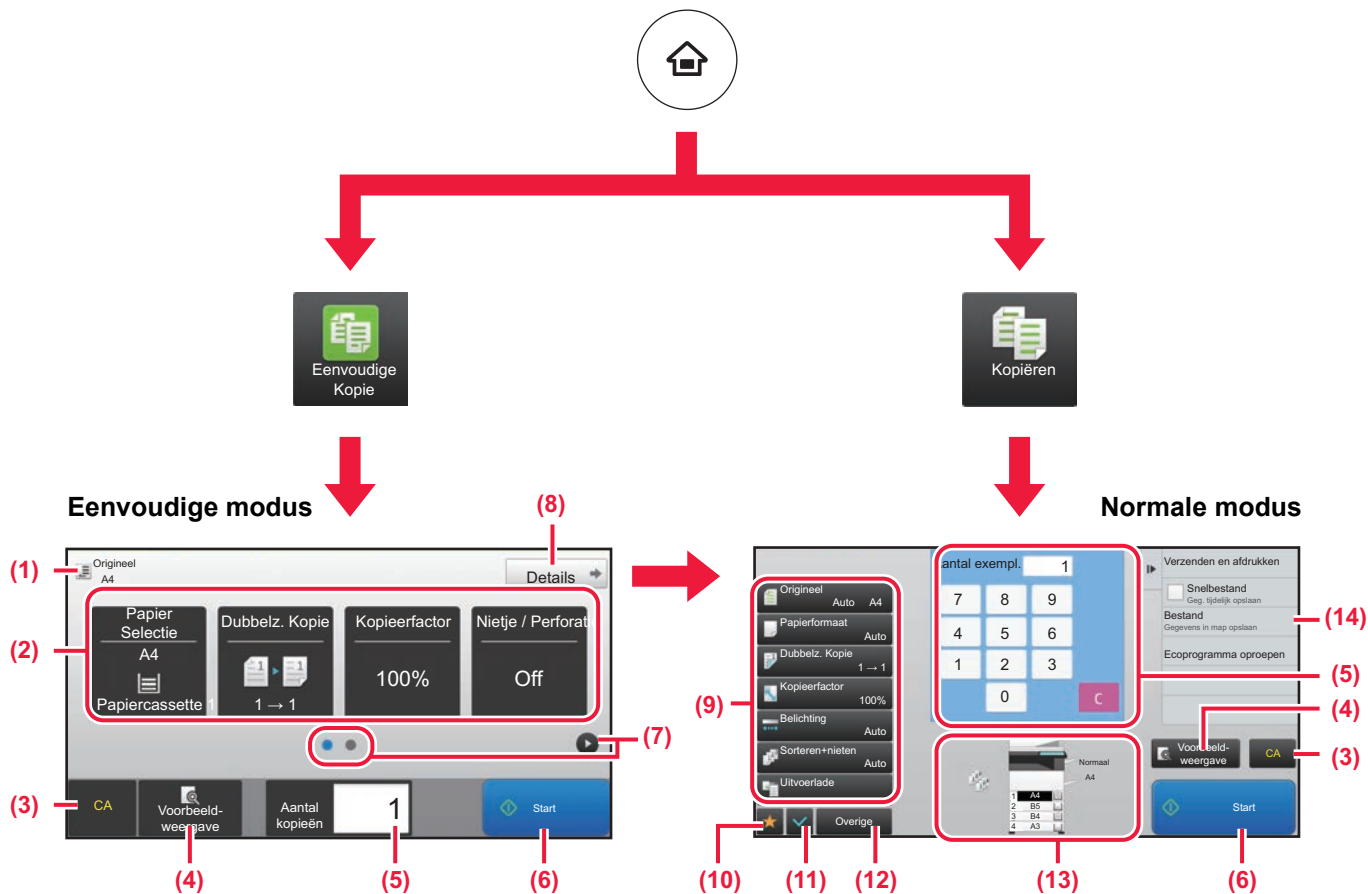 Eenvoudige
Kopie
Kopiëren
Eenvoudige modus
(8)
Normale modus
(1)
Origineel
A4
Details
(2)
Papier
Selectie
A4
Papiercassette 1
Dubbelz. Kopie
1
1
1 → 1
Kopieerfactor
100%
Nietje / Perforatie
Off
(7)
(3)
CA
Voorbeeld-
weergave
Aantal
kopieën
1
Start
(4)
(5)
(6)
(9)
Origineel
Auto A4
Papierformaat
Auto
Dubbelz. Kopie
1 → 1
Kopieerfactor
100%
Belichting
Auto
Sorteren+nieten
Auto
Uitvoerlade
Overige
(10)
(11)
(12)
antal exempl. 1
7 8 9
4 5 6
1 2 3
0 C
Normaal
A4
1 A4
2 B5
3 B4
4 A3
(13)
Verzenden en afdrukken
Snelbestand
Geg. tijdelijk opslaan
Bestand
Gegevens in map opslaan
Ecoprogramma oproepen
(14)
(5)
(4)
Voorbeeld-
weergave
CA
(3)
Start
(6)